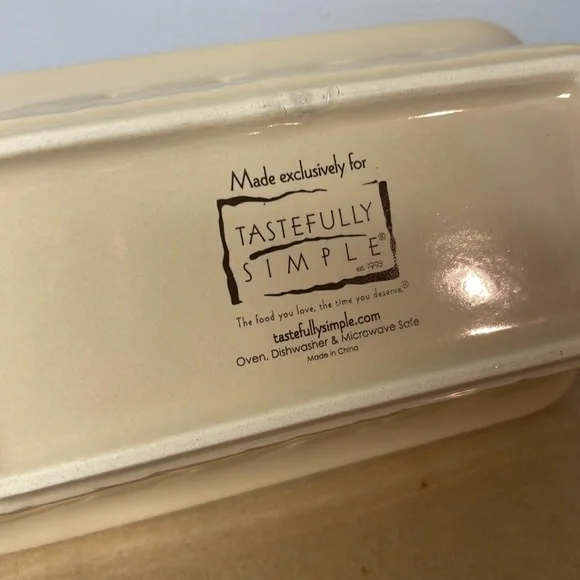 Made exclusively for
TASTEFULLY
SIMPLE®
est. 1995
The food you love, the time you deserve.®
tastefullysimple.com
Oven, Dishwasher & Microwave Safe
Made in China